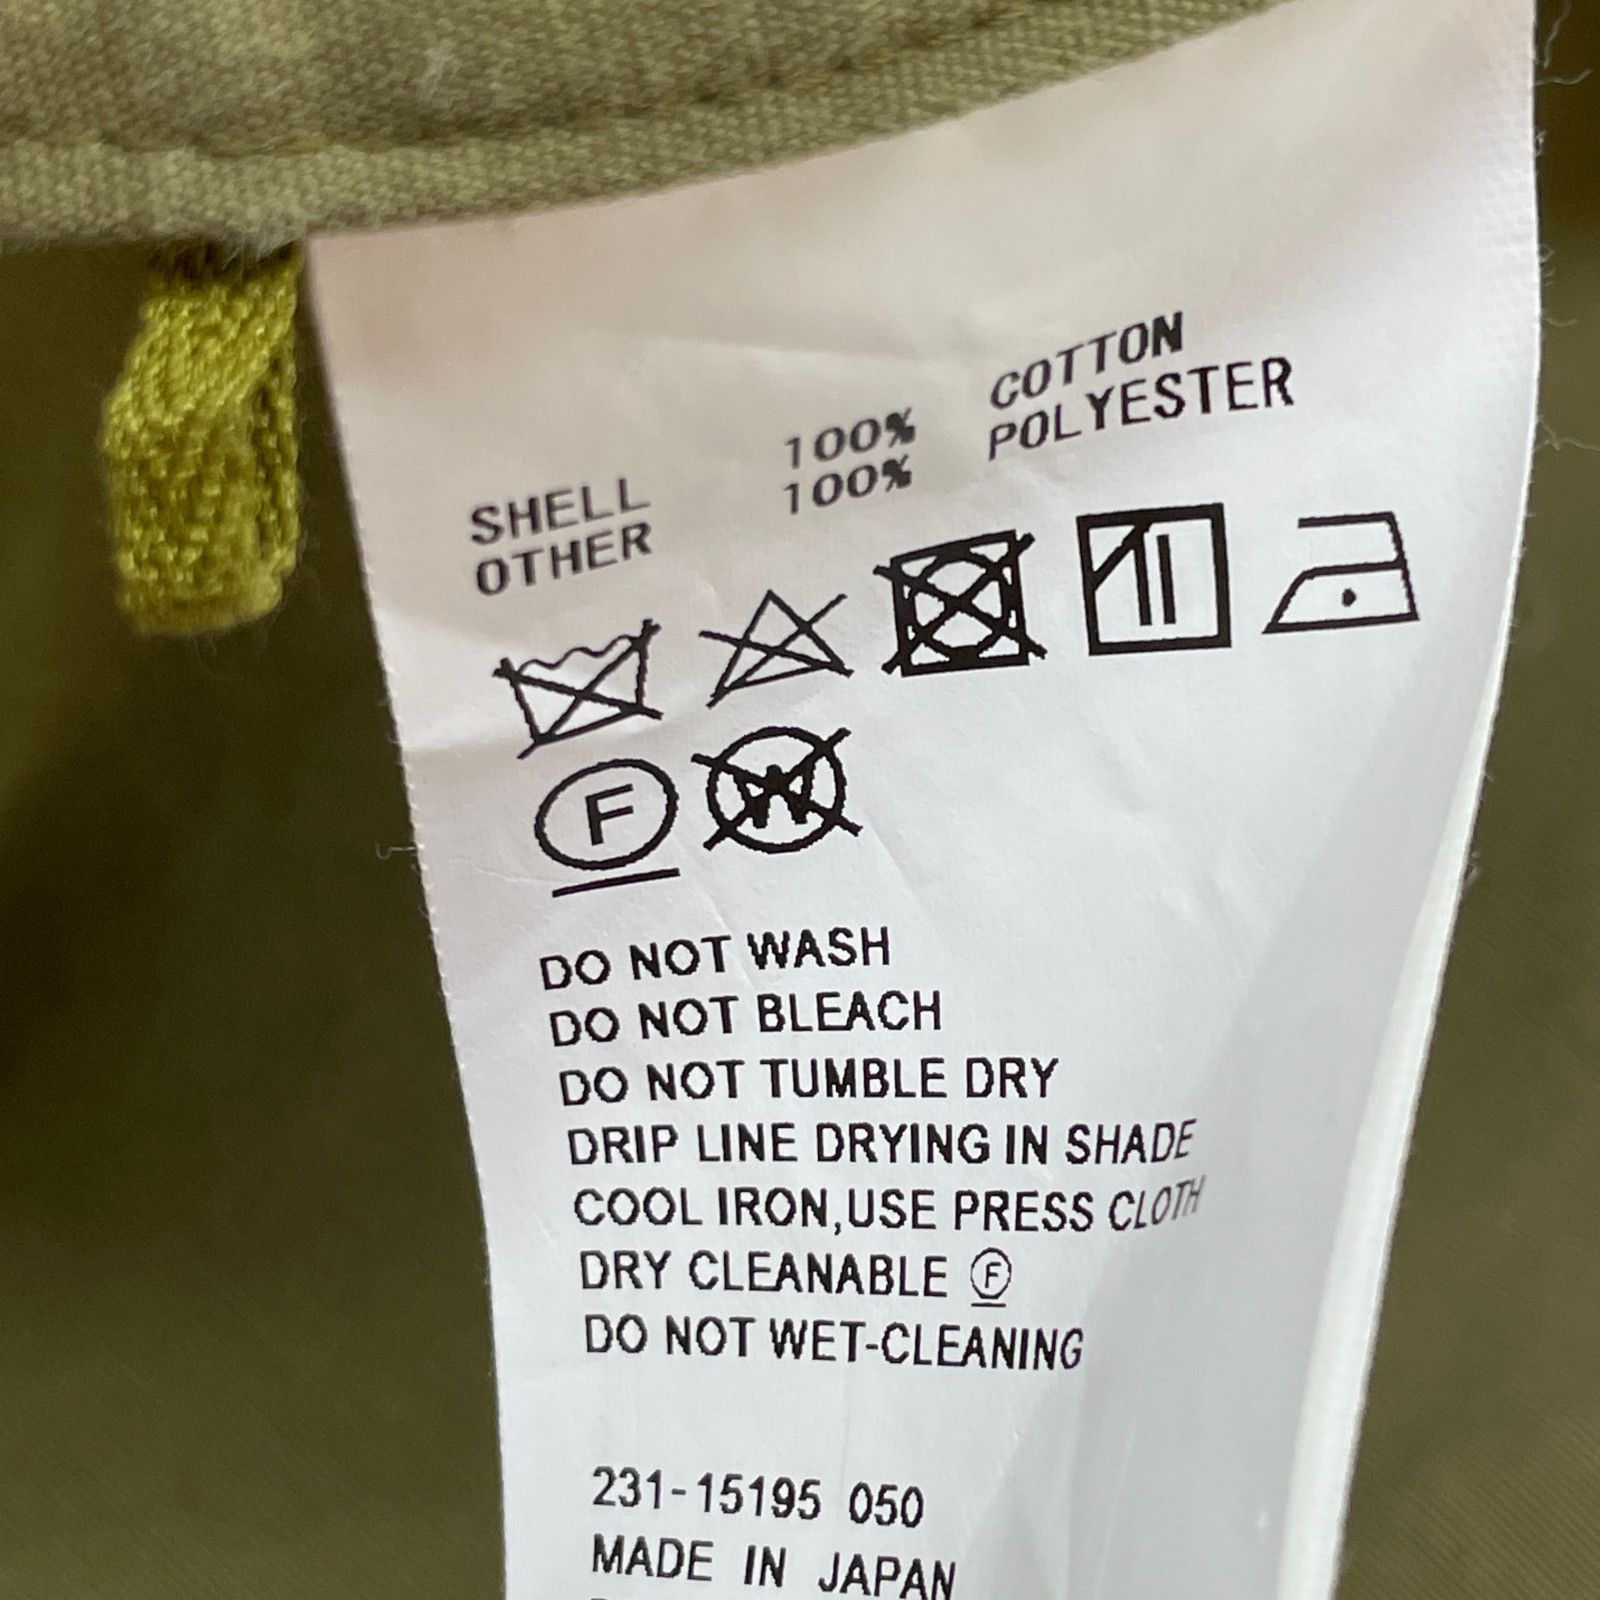 SHELL 100% COTTON
OTHER 100% POLYESTER
F W
DO NOT WASH
DO NOT BLEACH
DO NOT TUMBLE DRY
DRIP LINE DRYING IN SHADE
COOL IRON,USE PRESS CLOTH
DRY CLEANABLE Ⓕ
DO NOT WET-CLEANING
231-15195 050
MADE IN JAPAN